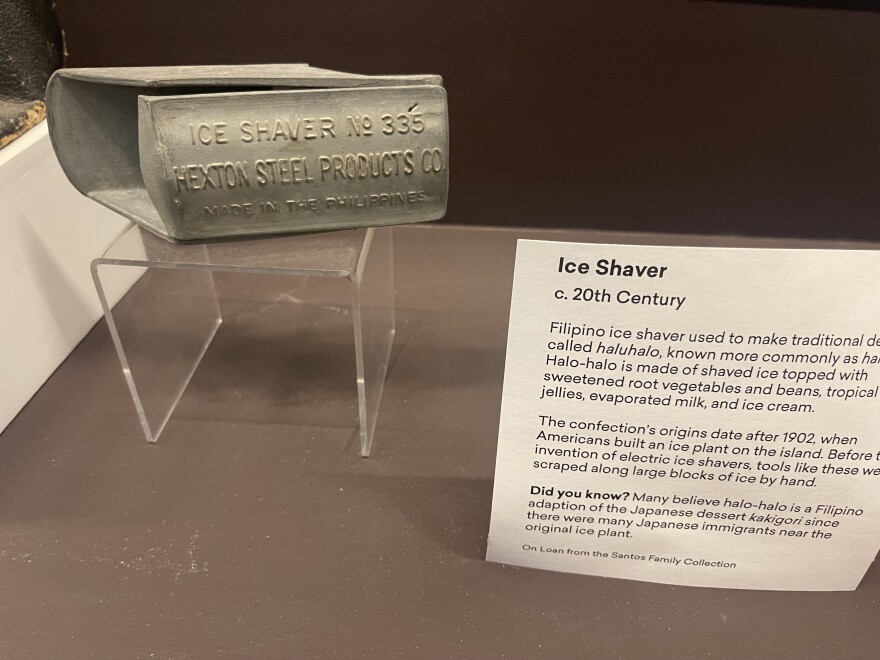 ICE SHAVER Nº 335
HEXTON STEEL PRODUCTS CO.
MADE IN THE PHILIPPINES
Ice Shaver
c. 20th Century
Filipino ice shaver used to make traditional
called haluhalo, known more commonly as
Halo-halo is made of shaved ice topped with
sweetened root vegetables and beans, tropical
jellies, evaporated milk, and ice cream.
The confection's origins date after 1902, when
Americans built an ice plant on the island. Before
invention of electric ice shavers, tools like these
scraped along large blocks of ice by hand.
Did you know? Many believe halo-halo is a Filipino
adaption of the Japanese dessert kakigori since
there were many Japanese immigrants near the
original ice plant.
On Loan from the Santos Family Collection